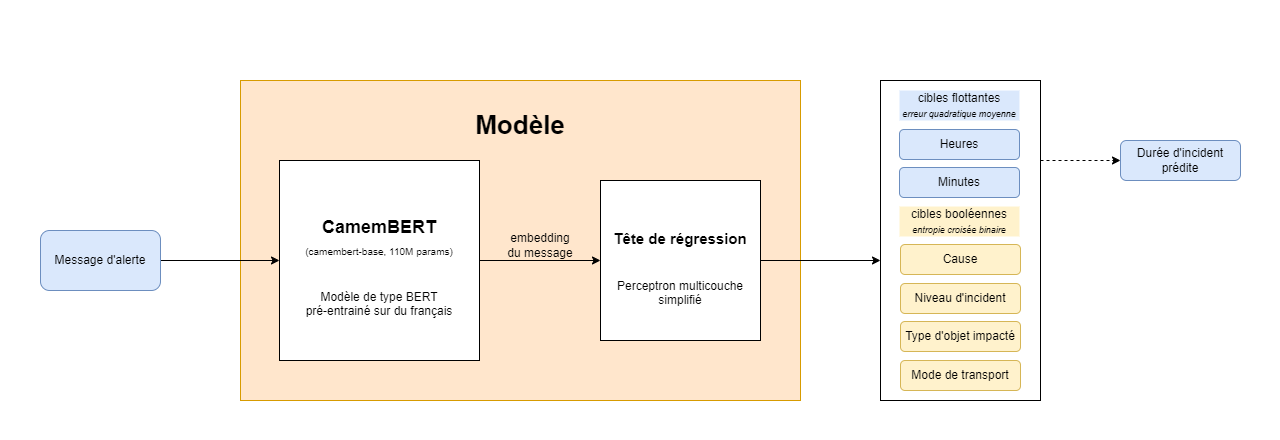 Modèle
Message d'alerte
CamemBERT
(camembert-base, 110M params)
Modèle de type BERT
pré-entrainé sur du français
embedding
du message
Tête de régression
Perceptron multicouche
simplifié
cibles flottantes
erreur quadratique moyenne
Heures
Minutes
cibles booléennes
entropie croisée binaire
Cause
Niveau d'incident
Type d'objet impacté
Mode de transport
Durée d'incident
prédite